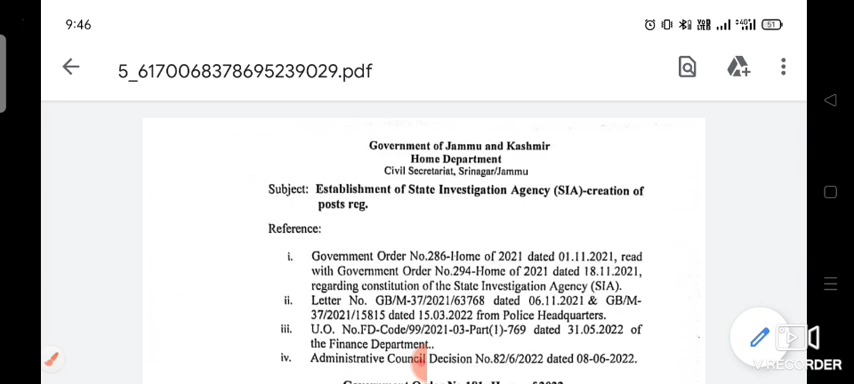 9:46
51
5_6170068378695239029.pdf
Government of Jammu and Kashmir
Home Department
Civil Secretariat, Srinagar/Jammu
Subject: Establishment of State Investigation Agency (SIA)-creation of
posts reg.
Reference:
i. Government Order No.286-Home of 2021 dated 01.11.2021, read
with Government Order No.294-Home of 2021 dated 18.11.2021,
regarding constitution of the State Investigation Agency (SIA).
ii. Letter No. GB/M-37/2021/63768 dated 06.11.2021 & GB/M-
37/2021/15815 dated 15.03.2022 from Police Headquarters.
iii. U.O. No.FD-Code/99/2021-03-Part(1)-769 dated 31.05.2022 of
the Finance Department..
iv. Administrative Council Decision No.82/6/2022 dated 08-06-2022.
V RECORDER